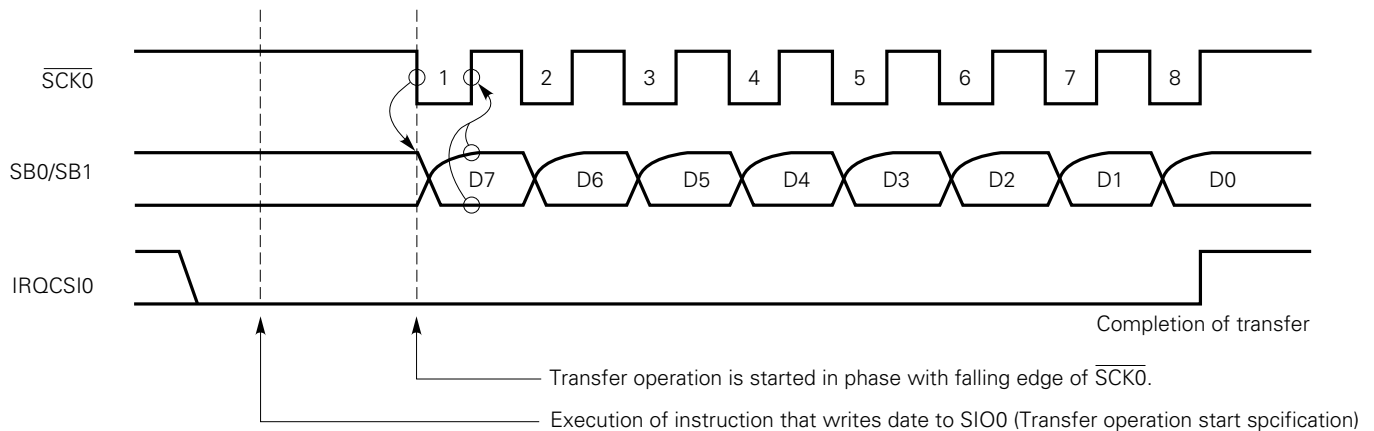 SCK0
1 2 3 4 5 6 7 8
SB0/SB1
D7 D6 D5 D4 D3 D2 D1 D0
IRQCSI0
Completion of transfer
Transfer operation is started in phase with falling edge of SCK0.
Execution of instruction that writes date to SIO0 (Transfer operation start spcification)